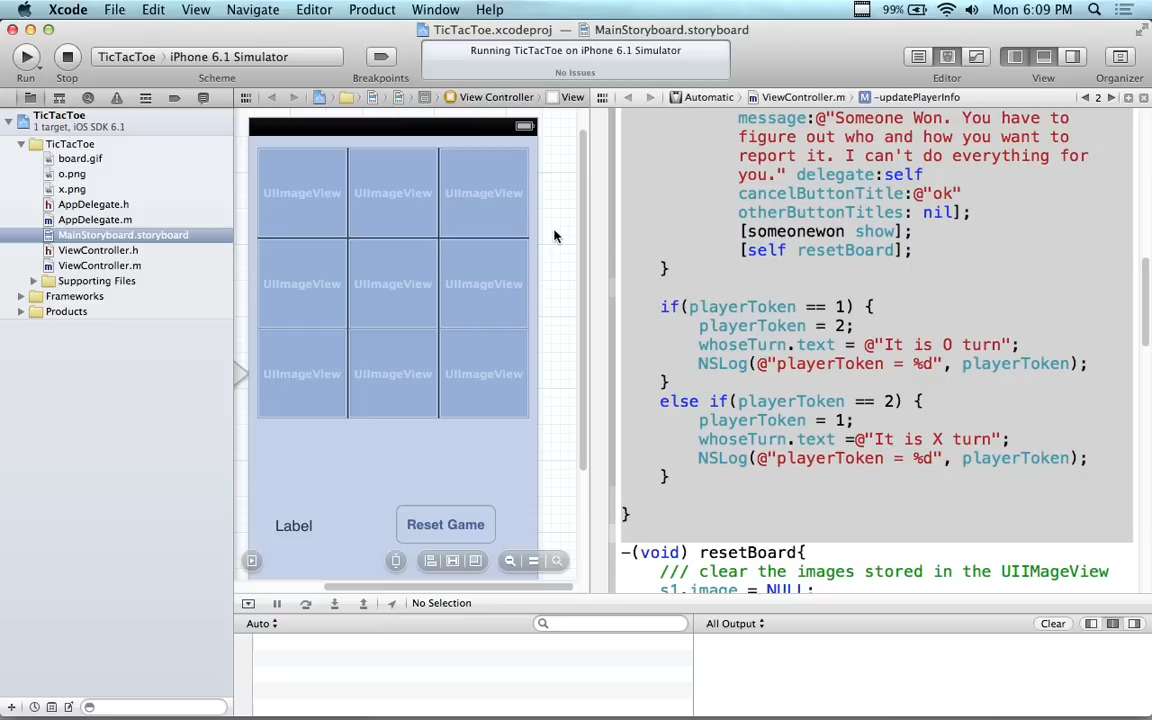 Xcode File Edit View Navigate Editor Product Window Help 99% Mon 6:09 PM
TicTacToe.xcodeproj — MainStoryboard.storyboard
Running TicTacToe on iPhone 6.1 Simulator
No Issues
TicTacToe iPhone 6.1 Simulator
Run Stop Scheme Breakpoints Editor View Organizer
View Controller View Automatic ViewController.m M -updatePlayerInfo 2
TicTacToe
1 target, iOS SDK 6.1
TicTacToe
board.gif
o.png
x.png
AppDelegate.h
AppDelegate.m
MainStoryboard.storyboard
ViewController.h
ViewController.m
Supporting Files
Frameworks
Products
UIImageView UIImageView UIImageView
UIImageView UIImageView UIImageView
UIImageView UIImageView UIImageView
Label Reset Game
message:@"Someone Won. You have to
figure out who and how you want to
report it. I can't do everything for
you." delegate:self
cancelButtonTitle:@"ok"
otherButtonTitles: nil];
[someonewon show];
[self resetBoard];
}
if(playerToken == 1) {
playerToken = 2;
whoseTurn.text = @"It is O turn";
NSLog(@"playerToken = %d", playerToken);
}
else if(playerToken == 2) {
playerToken = 1;
whoseTurn.text =@"It is X turn";
NSLog(@"playerToken = %d", playerToken);
}
}
-(void) resetBoard{
/// clear the images stored in the UIIMageView
s1.image = NULL;
No Selection
Auto All Output Clear